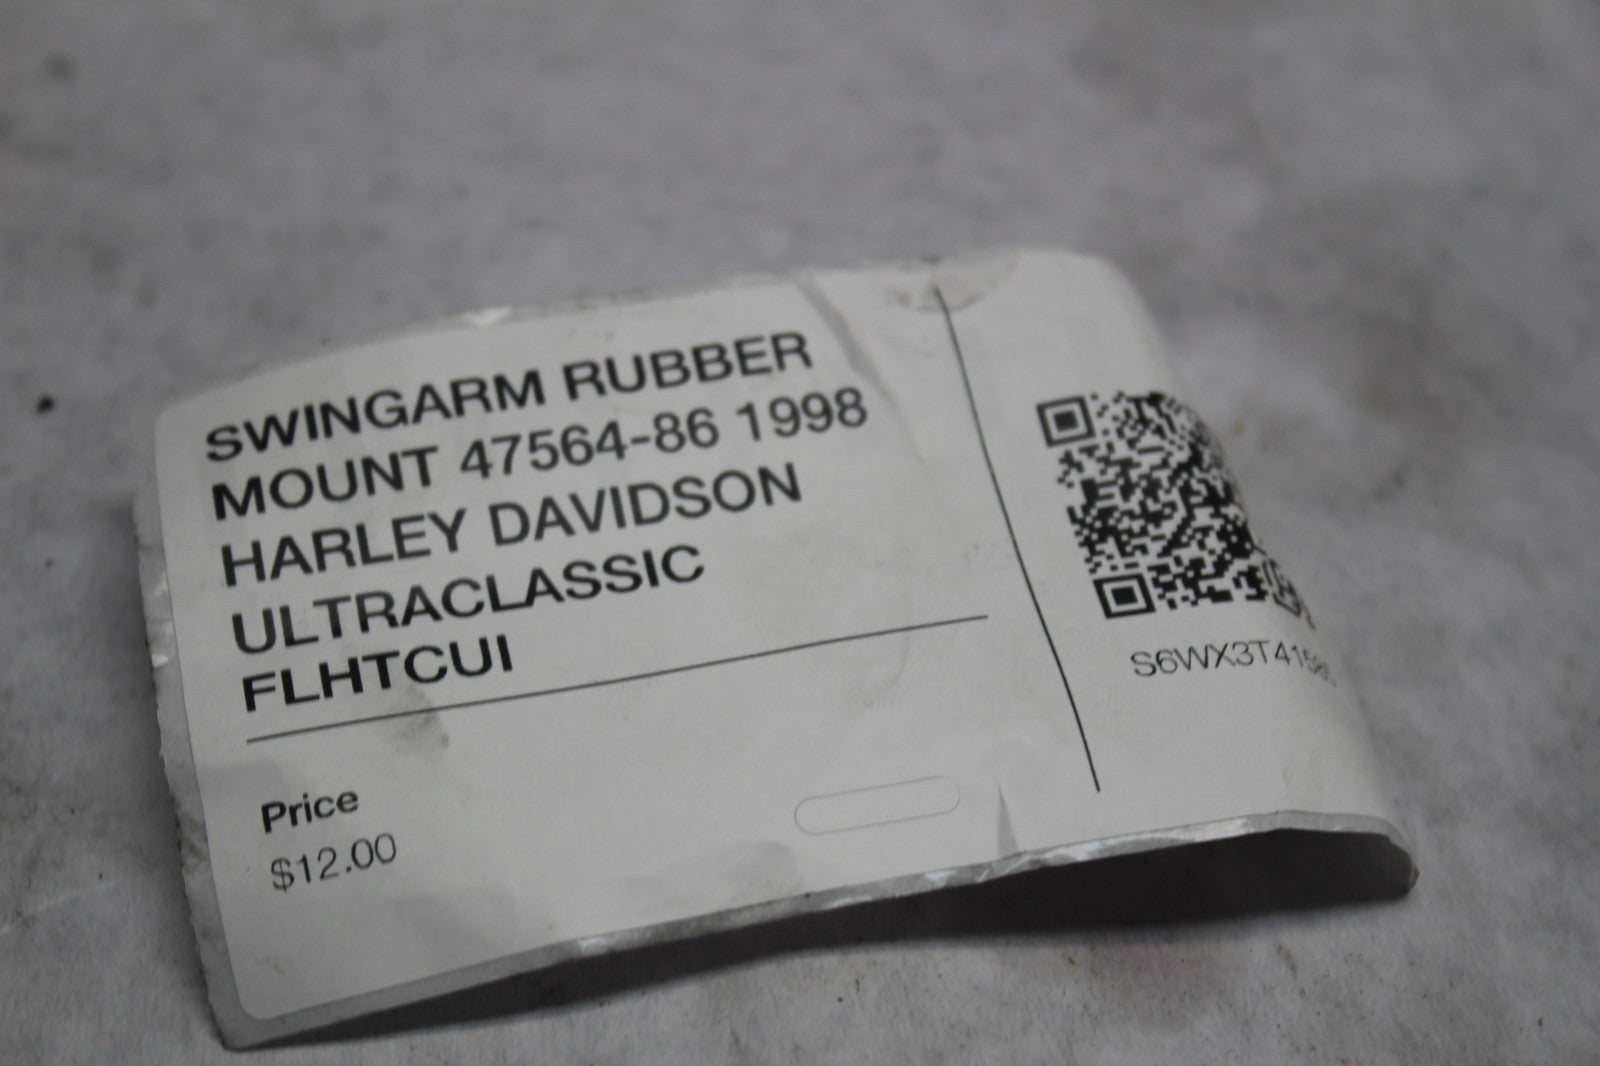 SWINGARM RUBBER
MOUNT 47564-86 1998
HARLEY DAVIDSON
ULTRACLASSIC
FLHTCUI
Price
$12.00